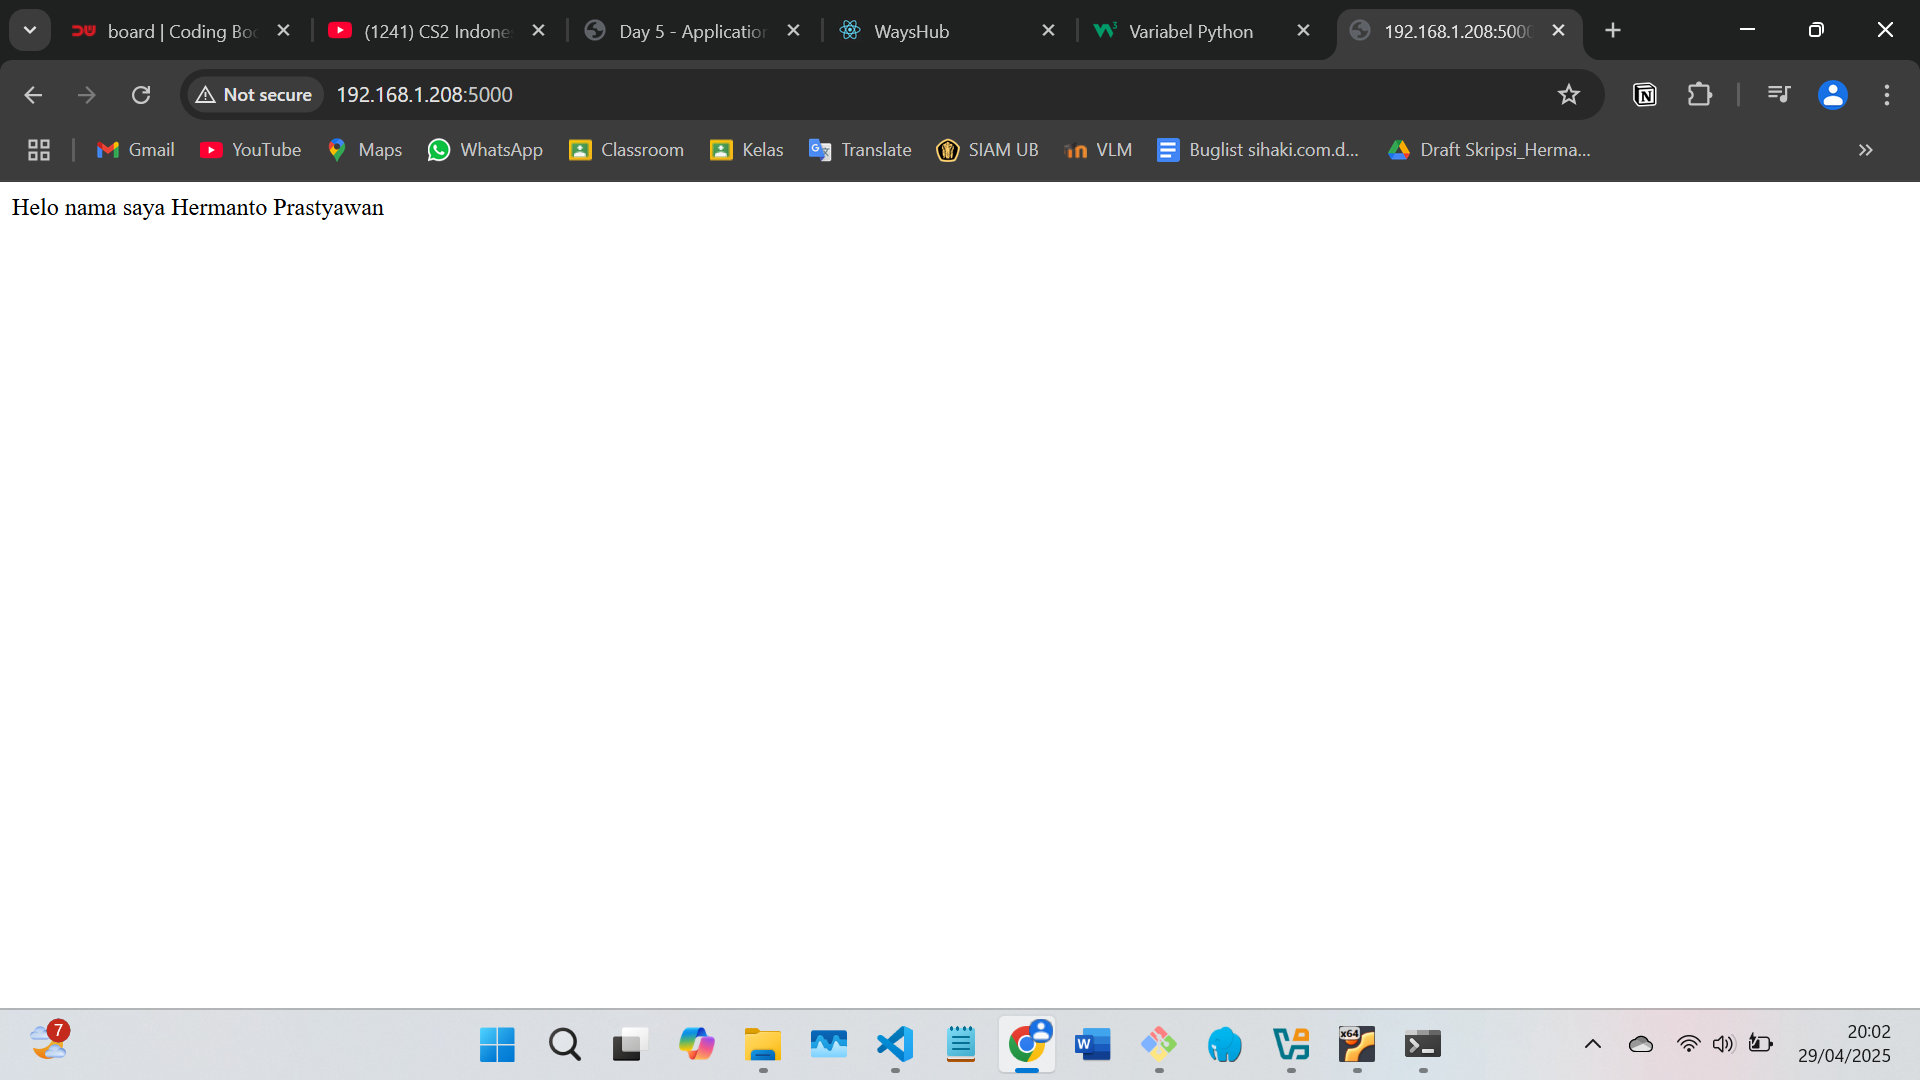 board | Coding Boo
(1241) CS2 Indone
Day 5 - Application
WaysHub
Variabel Python
192.168.1.208:5000
Not secure
192.168.1.208:5000
Gmail
YouTube
Maps
WhatsApp
Classroom
Kelas
Translate
SIAM UB
VLM
Buglist sihaki.com.d...
Draft Skripsi_Herma...
Helo nama saya Hermanto Prastyawan
7
x64
20:02
29/04/2025